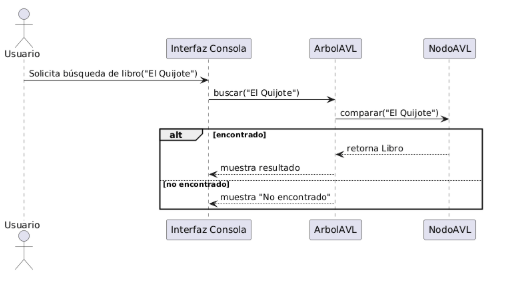 Usuario
Interfaz Consola
ArbolAVL
NodoAVL
Solicita búsqueda de libro("El Quijote")
buscar("El Quijote")
comparar("El Quijote")
alt
[encontrado]
retorna Libro
muestra resultado
[no encontrado]
muestra "No encontrado"
Usuario
Interfaz Consola
ArbolAVL
NodoAVL